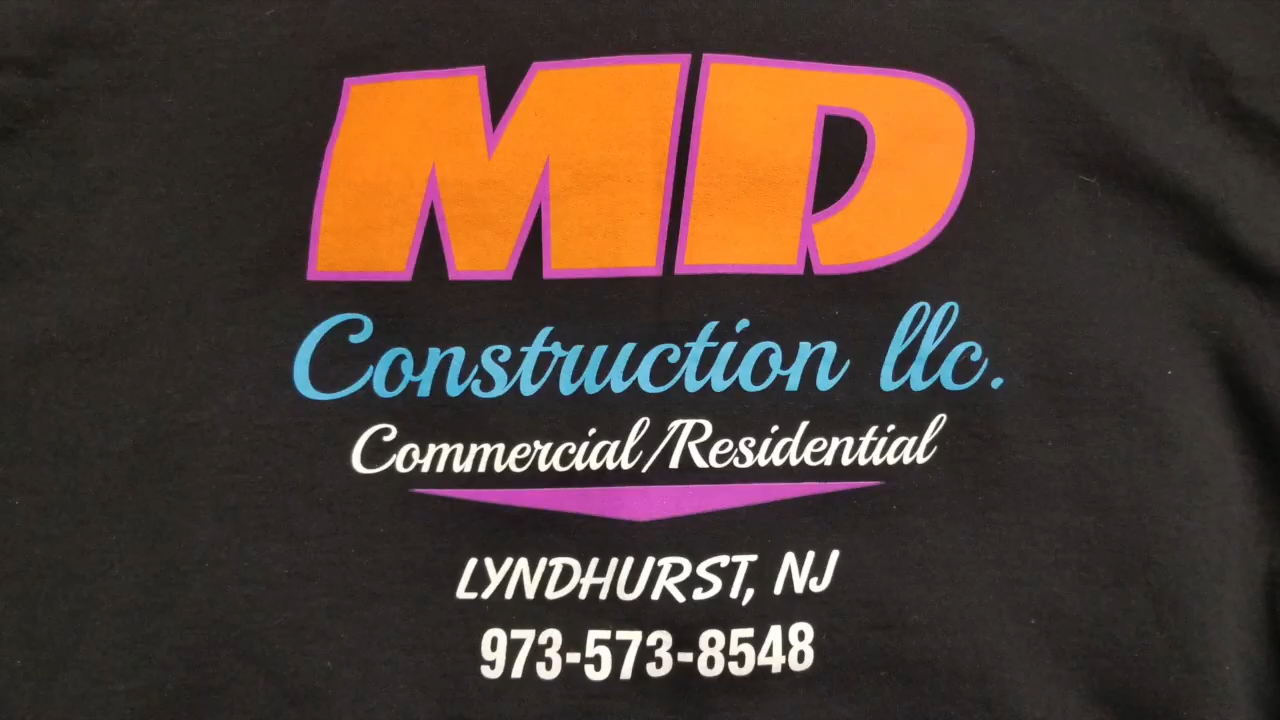 MD
Construction llc.
Commercial/Residential
LYNDHURST, NJ
973-573-8548